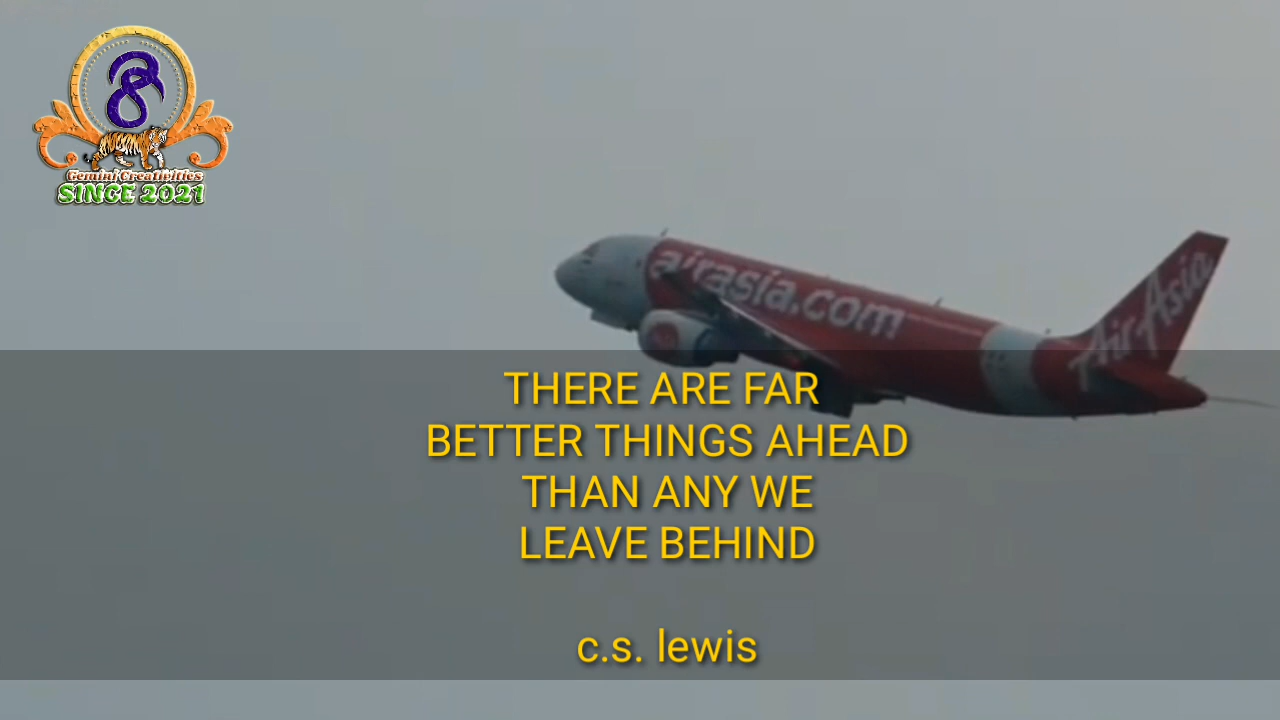 Gemini Creativities
SINCE 2021
airasia.com
AirAsia
THERE ARE FAR
BETTER THINGS AHEAD
THAN ANY WE
LEAVE BEHIND
c.s. lewis